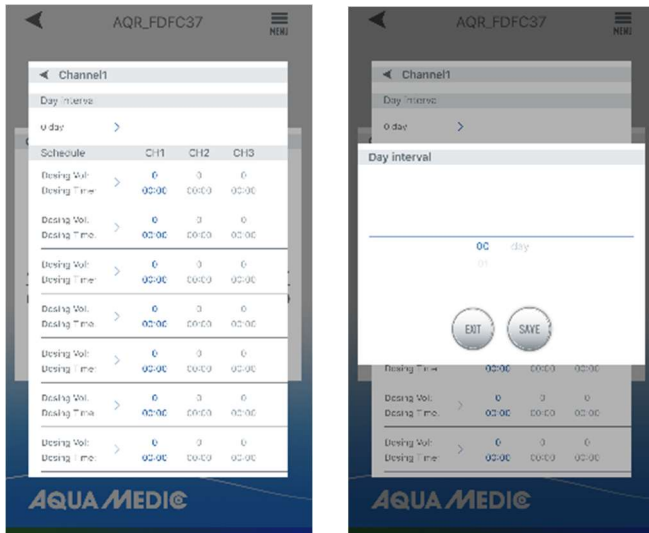 AQR_FDFC37
MENU
Channel1
Day interva
0 day
Schedule CH1 CH2 CH3
Dosing Vol: 0 0 0
Dosing Time: 00:00 00:00 00:00
Dosing Vol. 0 0 0
Dosing Time. 00:00 00:00 00:00
Dosing Vol: 0 0 0
Dosing Time: 00:00 00:00 00:00
Dosing Vol. 0 0 0
Dosing Time 00:00 00:00 00:00
Dosing Vol: 0 0 0
Dosing Time: 00:00 00:00 00:00
Dosing Vol. 0 0 0
Dosing Time. 00:00 00:00 00:00
Dosing Vol: 0 0 0
Dosing Time: 00:00 00:00 00:00
AQUA MEDIC
AQR_FDFC37
MENU
Channel1
Day interva
0 day
Day interval
00 day
01
EXIT SAVE
Dosing Time 00:00 00:00 00:00
Dosing Vol. 0 0 0
Dosing Time. 00:00 00:00 00:00
Dosing Vol: 0 0 0
Dosing Time: 00:00 00:00 00:00
AQUA MEDIC